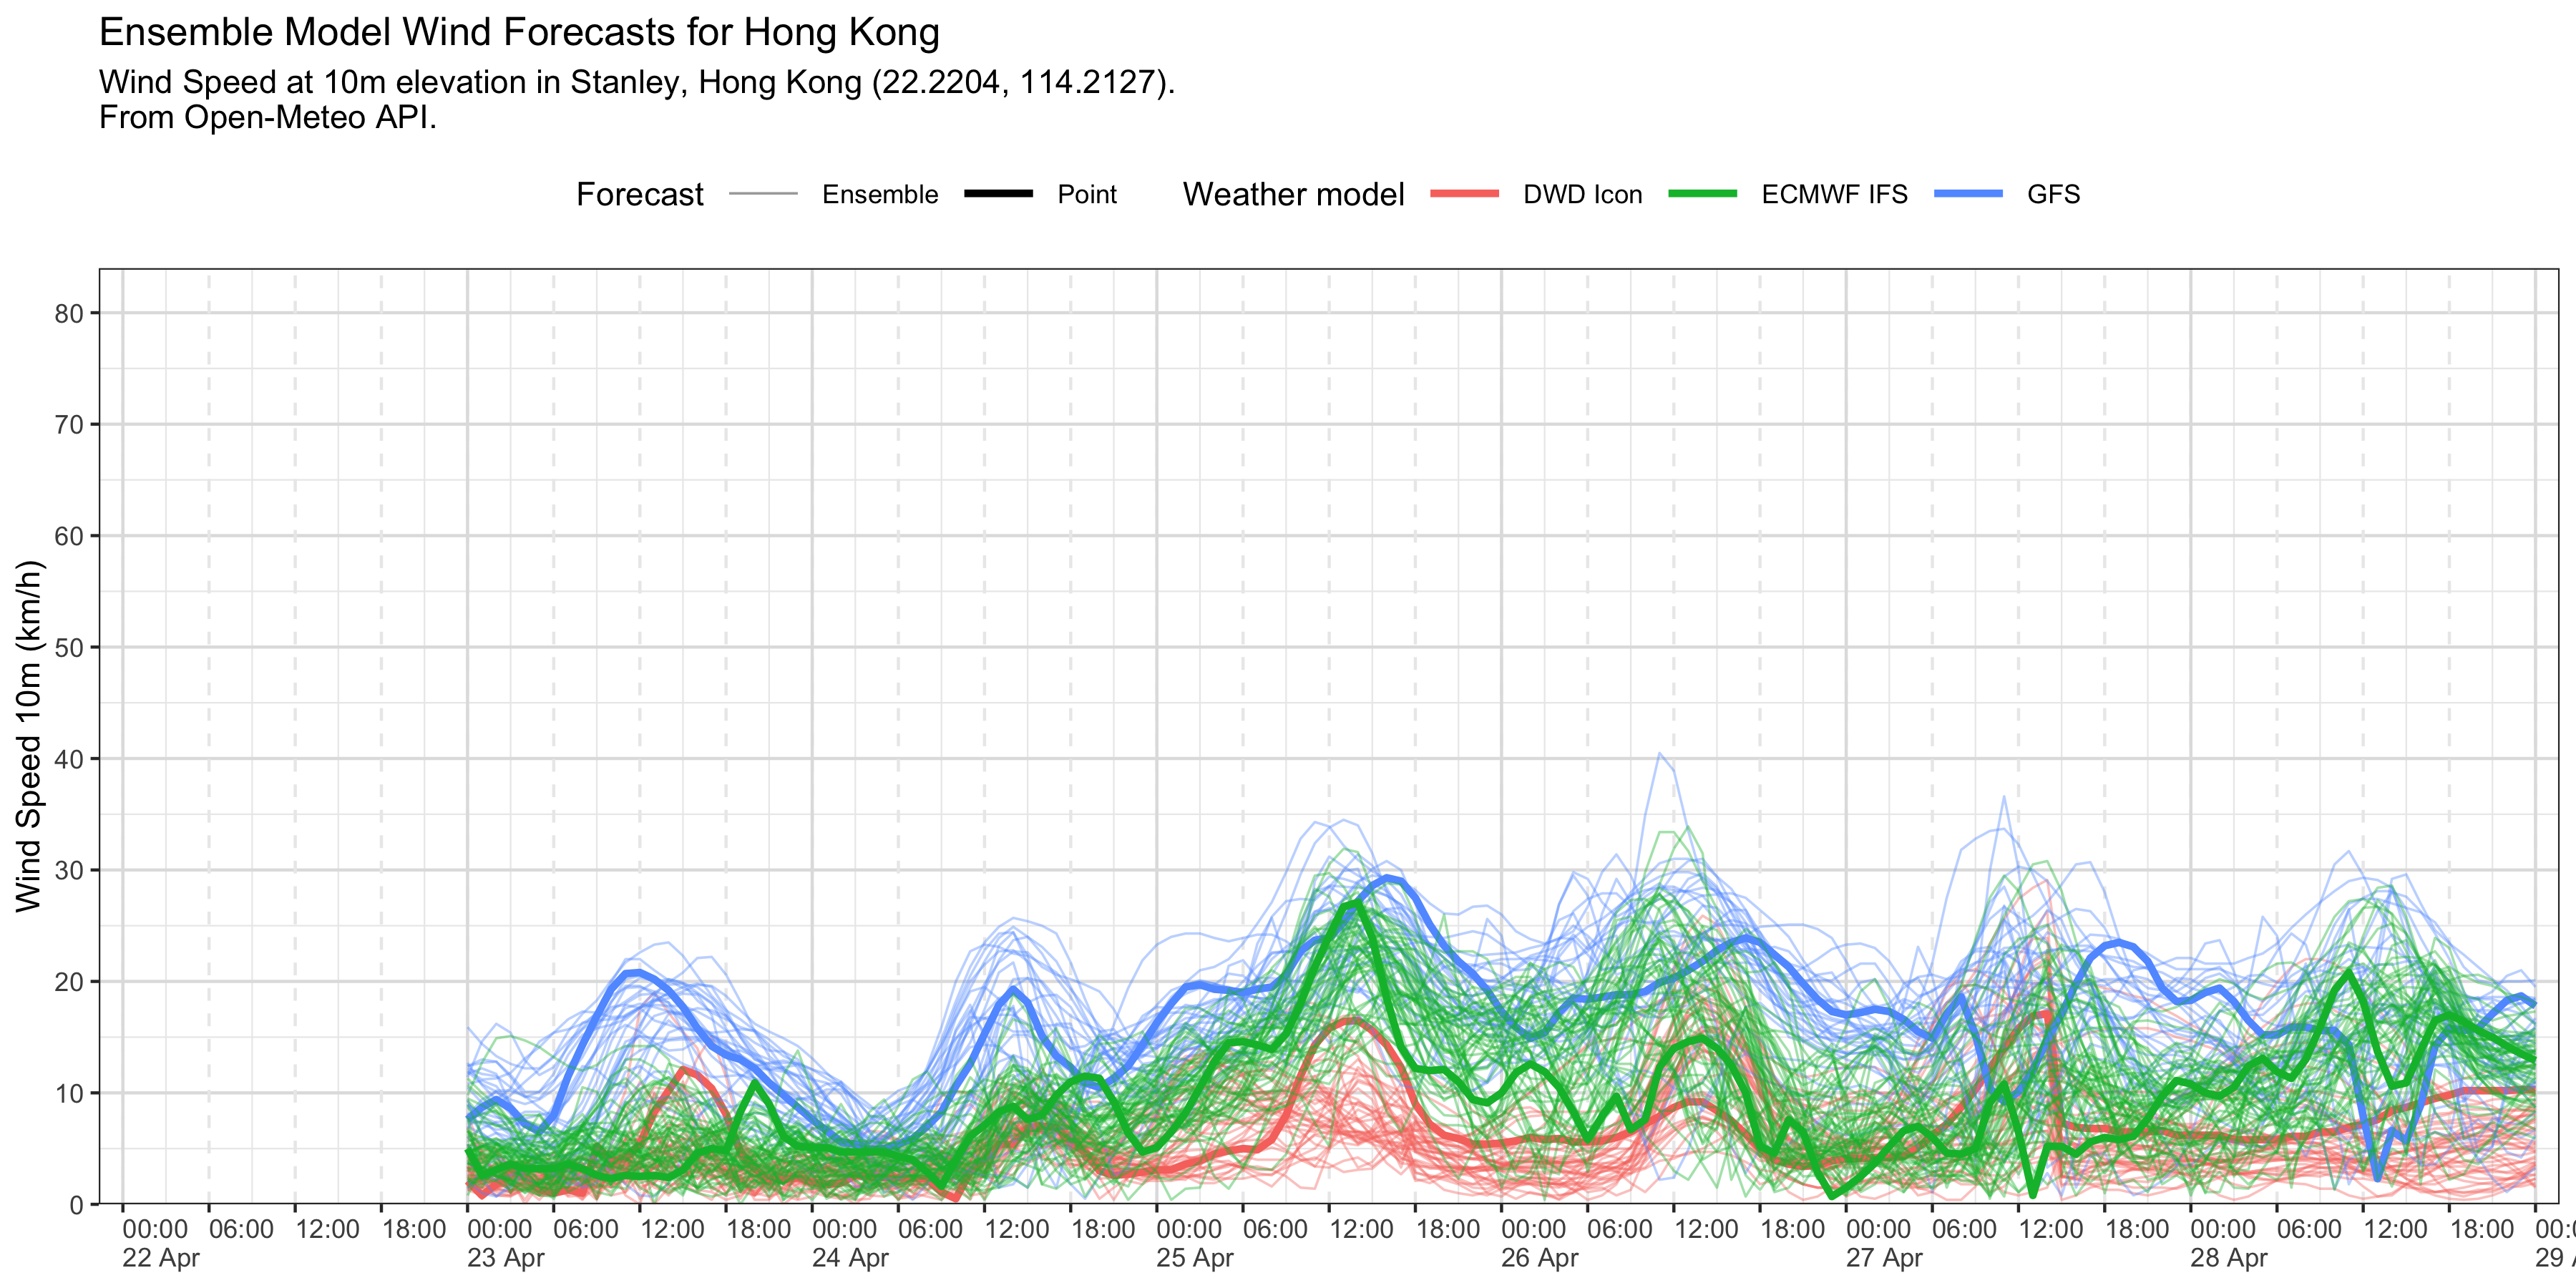 Ensemble Model Wind Forecasts for Hong Kong
Wind Speed at 10m elevation in Stanley, Hong Kong (22.2204, 114.2127).
From Open-Meteo API.
Forecast Ensemble Point Weather model DWD Icon ECMWF IFS GFS
Wind Speed 10m (km/h)
80
70
60
50
40
30
20
10
0
00:00 06:00 12:00 18:00 00:00 06:00 12:00 18:00 00:00 06:00 12:00 18:00 00:00 06:00 12:00 18:00 00:00 06:00 12:00 18:00 00:00 06:00 12:00 18:00 00:00 06:00 12:00 18:00 00:0
22 Apr 23 Apr 24 Apr 25 Apr 26 Apr 27 Apr 28 Apr 29 A